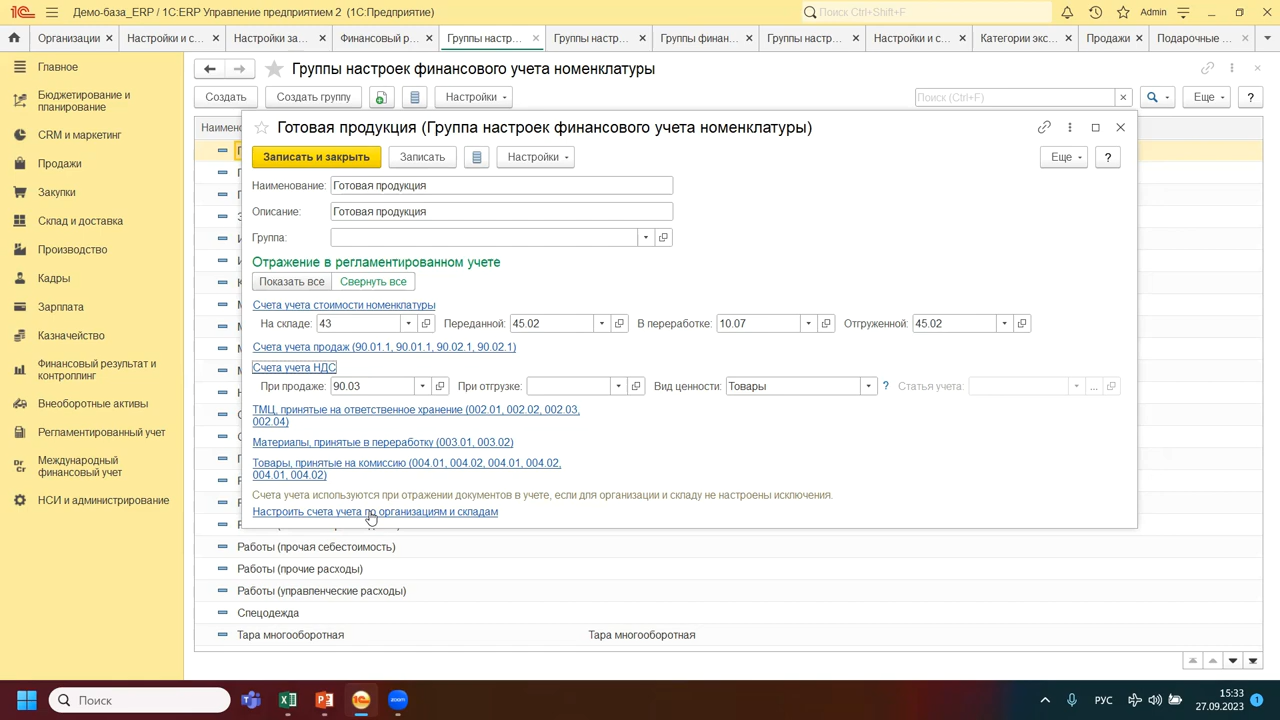 Демо-база_ERP / 1С:ERP Управление предприятием 2 (1С:Предприятие)
Поиск Ctrl+Shift+F
Admin
Организации
Настройки и с...
Настройки за...
Финансовый р...
Группы настр...
Группы настр...
Группы финан...
Группы настр...
Настройки и с...
Категории экс...
Продажи
Подарочные ...
Главное
Бюджетирование и
планирование
CRM и маркетинг
Продажи
Закупки
Склад и доставка
Производство
Кадры
Зарплата
Казначейство
Финансовый результат и
контроллинг
Внеоборотные активы
Регламентированный учет
Международный
финансовый учет
НСИ и администрирование
Группы настроек финансового учета номенклатуры
Создать
Создать группу
Настройки
Поиск (Ctrl+F)
Еще
?
Готовая продукция (Группа настроек финансового учета номенклатуры)
Записать и закрыть
Записать
Настройки
Еще
?
Наименование: Готовая продукция
Описание: Готовая продукция
Группа:
Отражение в регламентированном учете
Показать все
Свернуть все
Счета учета стоимости номенклатуры
На складе: 43 Переданной: 45.02 В переработке: 10.07 Отгруженной: 45.02
Счета учета продаж (90.01.1, 90.01.1, 90.02.1, 90.02.1)
Счета учета НДС
При продаже: 90.03 При отгрузке: Вид ценности: Товары ? Статья учета:
ТМЦ, принятые на ответственное хранение (002.01, 002.02, 002.03,
002.04)
Материалы, принятые в переработку (003.01, 003.02)
Товары, принятые на комиссию (004.01, 004.02, 004.01, 004.02,
004.01, 004.02)
Счета учета используются при отражении документов в учете, если для организации и складу не настроены исключения.
Настроить счета учета по организациям и складам
Работы (прочая себестоимость)
Работы (прочие расходы)
Работы (управленческие расходы)
Спецодежда
Тара многооборотная Тара многооборотная
Поиск
РУС
15:33
27.09.2023